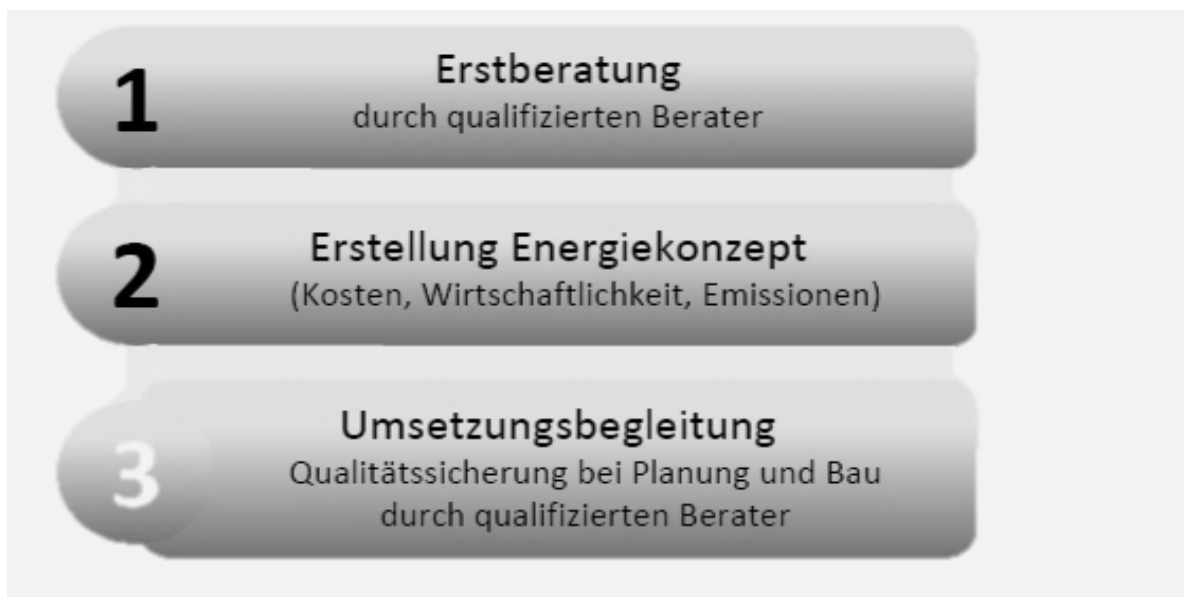 1
Erstberatung
durch qualifizierten Berater
2
Erstellung Energiekonzept
(Kosten, Wirtschaftlichkeit, Emissionen)
3
Umsetzungsbegleitung
Qualitätssicherung bei Planung und Bau
durch qualifizierten Berater